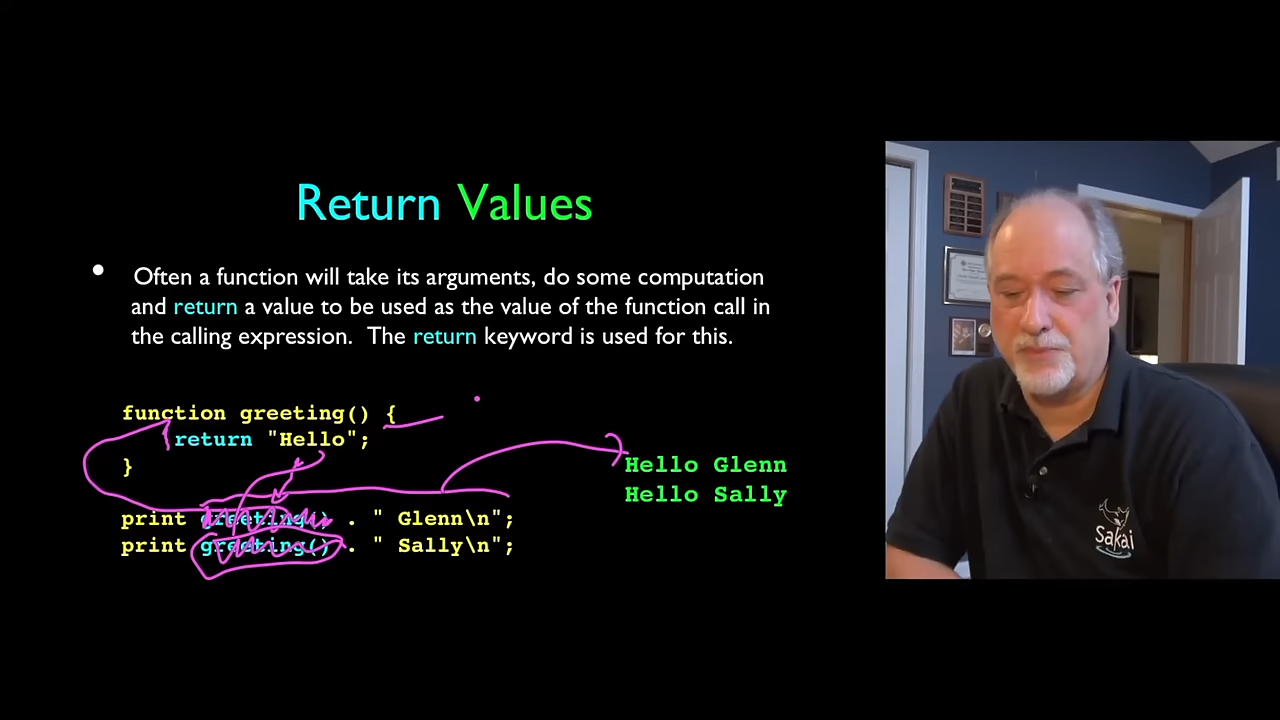 Return Values
• Often a function will take its arguments, do some computation
and return a value to be used as the value of the function call in
the calling expression. The return keyword is used for this.
function greeting() {
return "Hello";
}
print greeting() . " Glenn\n";
print greeting() . " Sally\n";
Hello Glenn
Hello Sally
Sakai